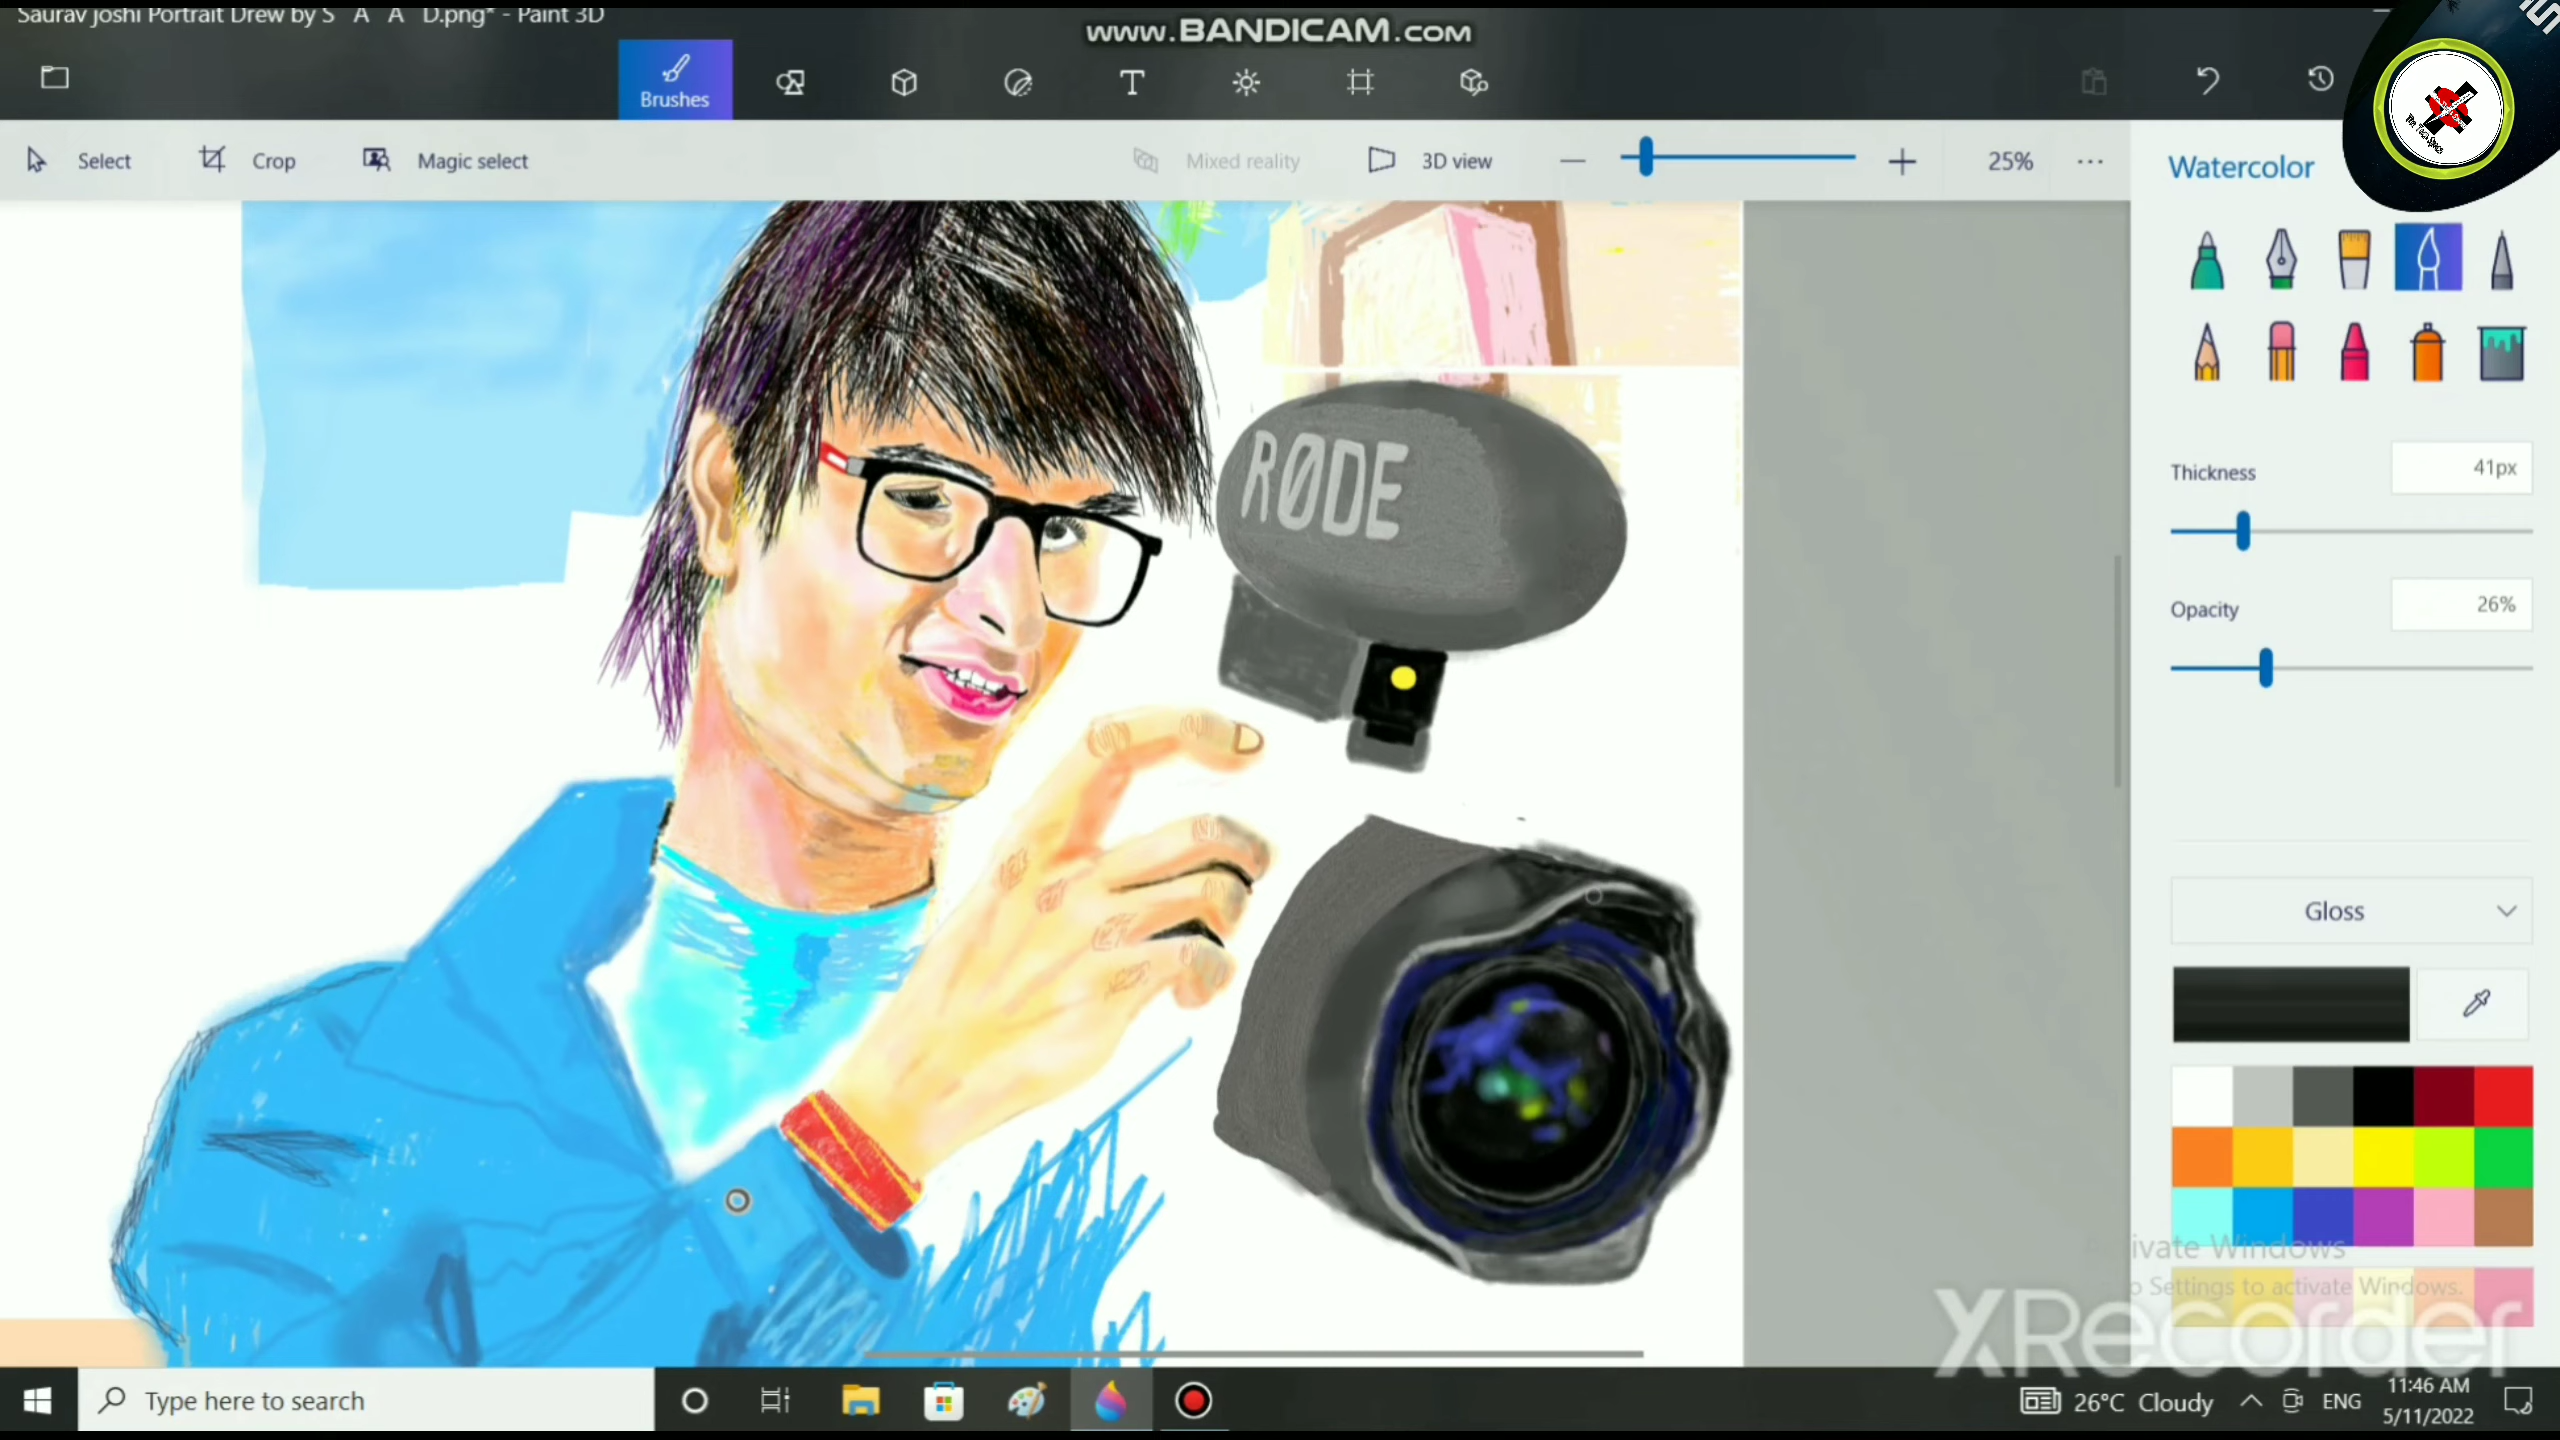 Saurav joshi Portrait Drew by S A A D.png* - Paint 3D
www.BANDICAM.com
Brushes
Select
Crop
Magic select
Mixed reality
3D view
25%
Watercolor
Thickness
41px
Opacity
26%
Gloss
RØDE
ivate Windows
o Settings to activate Windows.
XRecorder
Type here to search
26°C Cloudy
ENG
11:46 AM
5/11/2022